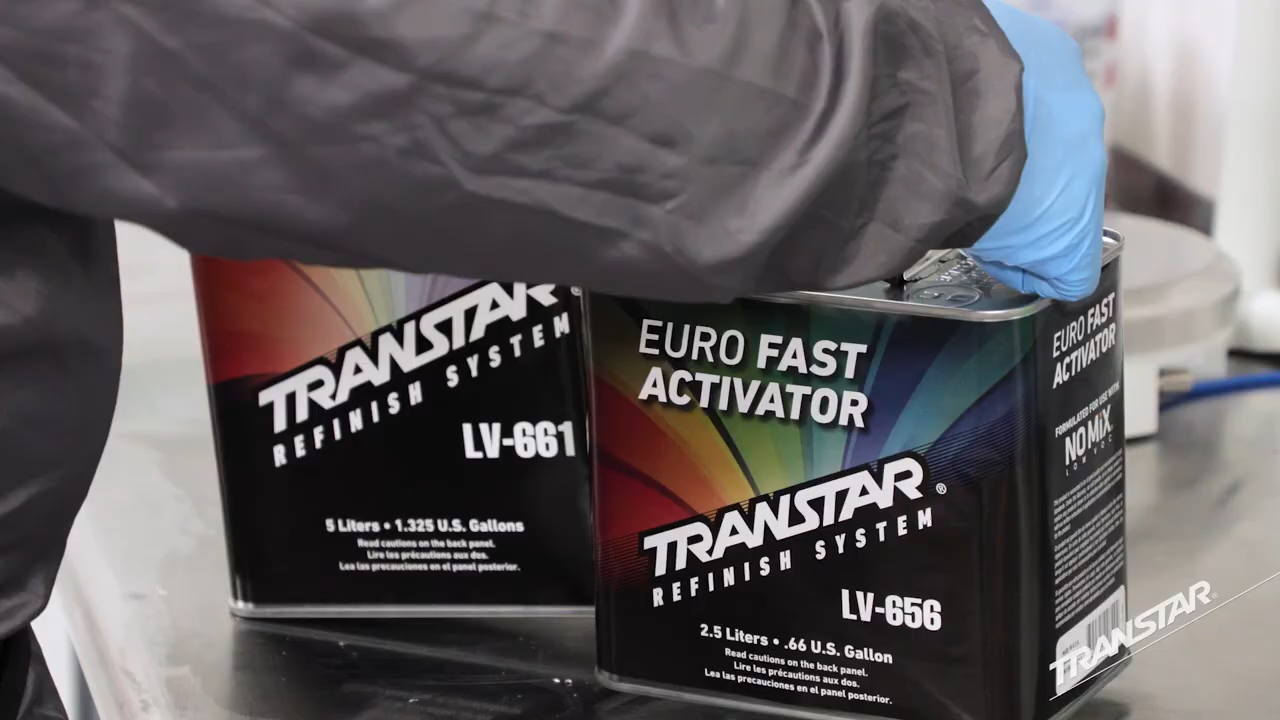 TRANSTAR
REFINISH SYSTEM
LV-661
5 Liters • 1.325 U.S. Gallons
Read cautions on the back panel.
Lire les précautions aux dos.
Lea las precauciones en el panel posterior.
EURO FAST
ACTIVATOR
TRANSTAR®
REFINISH SYSTEM
LV-656
2.5 Liters • .66 U.S. Gallon
Read cautions on the back panel.
Lire les précautions aux dos.
Lea las precauciones en el panel posterior.
EURO FAST
ACTIVATOR
FORMULATED FOR USE WITH
NO MiX
LOW VOC
TRANSTAR